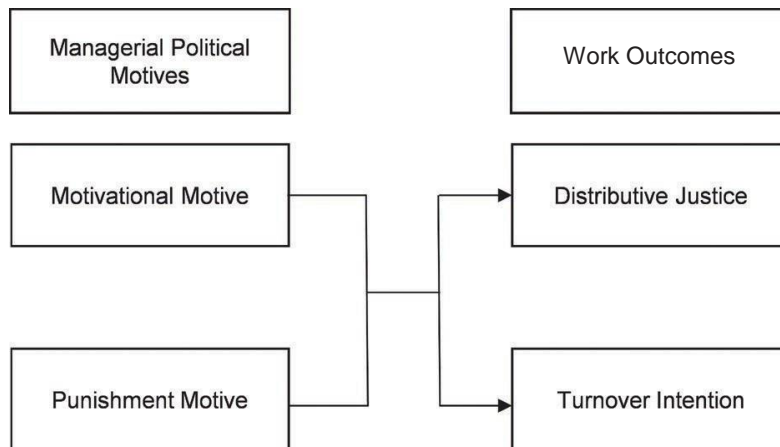 Managerial Political
Motives
Work Outcomes
Motivational Motive
Distributive Justice
Punishment Motive
Turnover Intention